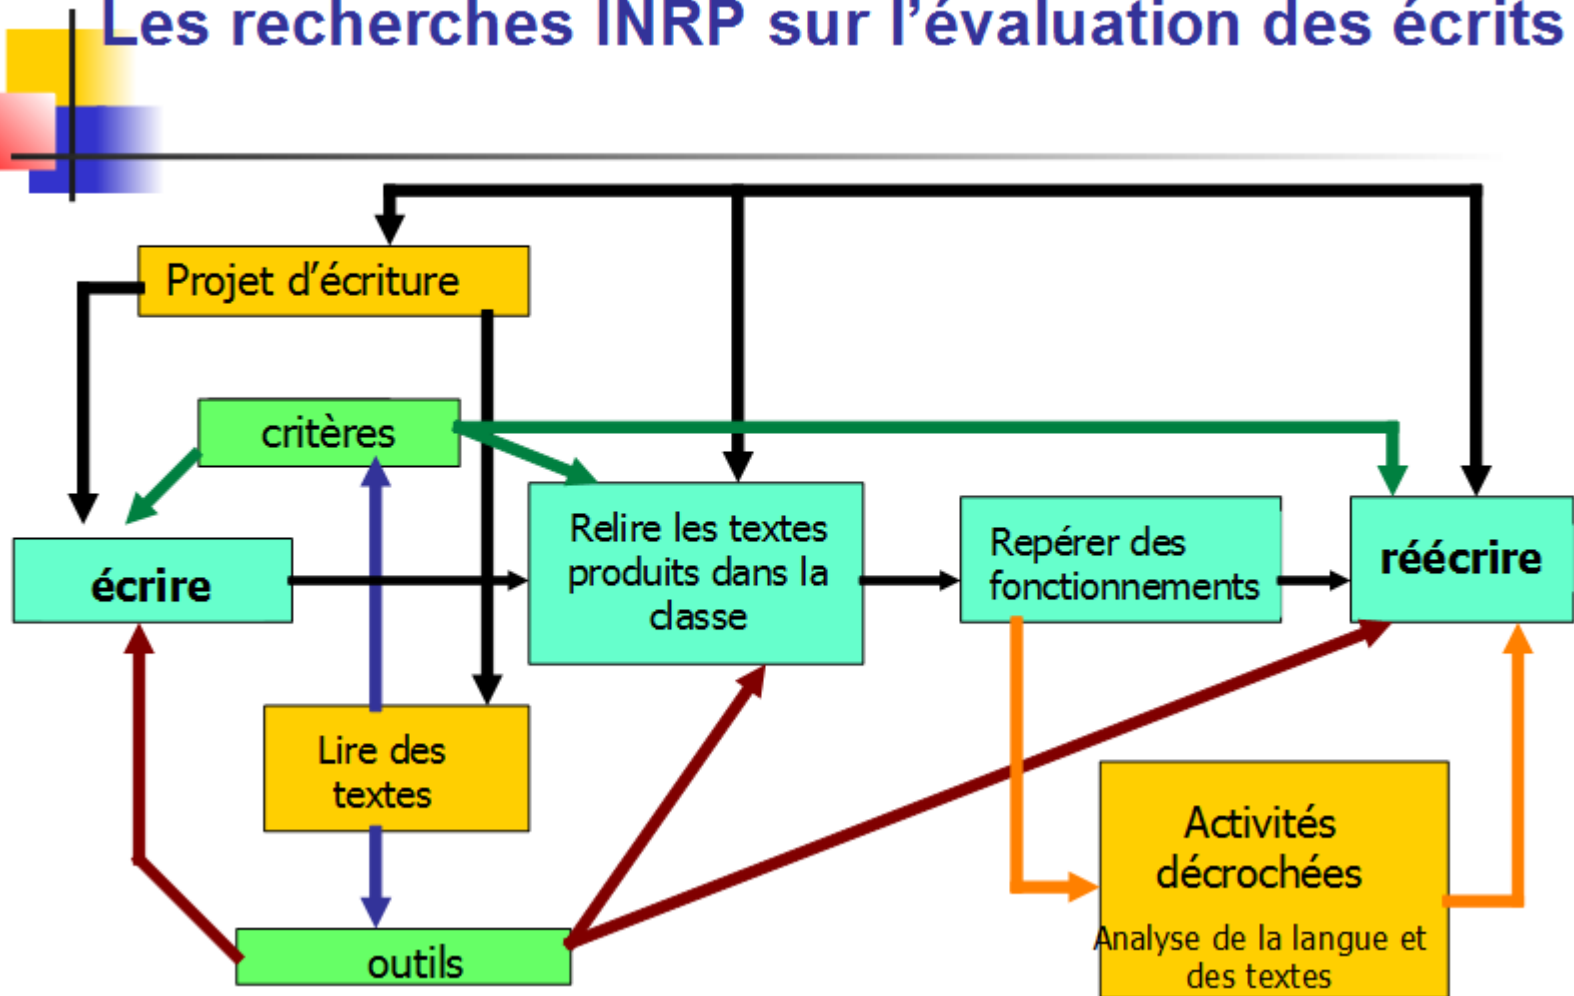 Les recherches INRP sur l'évaluation des écrits
Projet d'écriture
critères
écrire
Relire les textes
produits dans la
classe
Repérer des
fonctionnements
réécrire
Lire des
textes
Activités
décrochées
Analyse de la langue et
des textes
outils